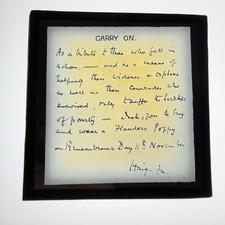 CARRY ON.
As a tribute to those who fell in
action, — and as a means of
helping their widows & orphans
as well as their Comrades who
survived, only to suffer the hardships
of poverty — I ask you to buy
and wear a Flanders Poppy
on Remembrance Day 11th November
Haig. F.M.